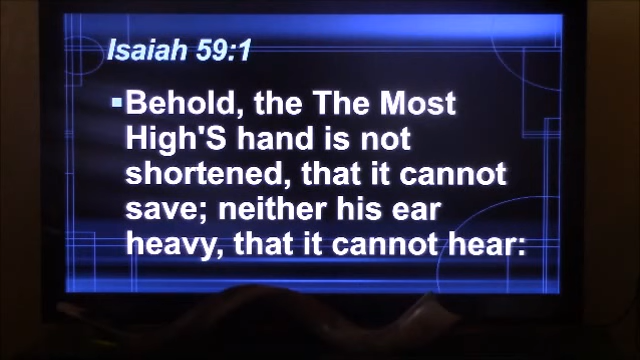 Isaiah 59:1
▪Behold, the The Most
High'S hand is not
shortened, that it cannot
save; neither his ear
heavy, that it cannot hear: